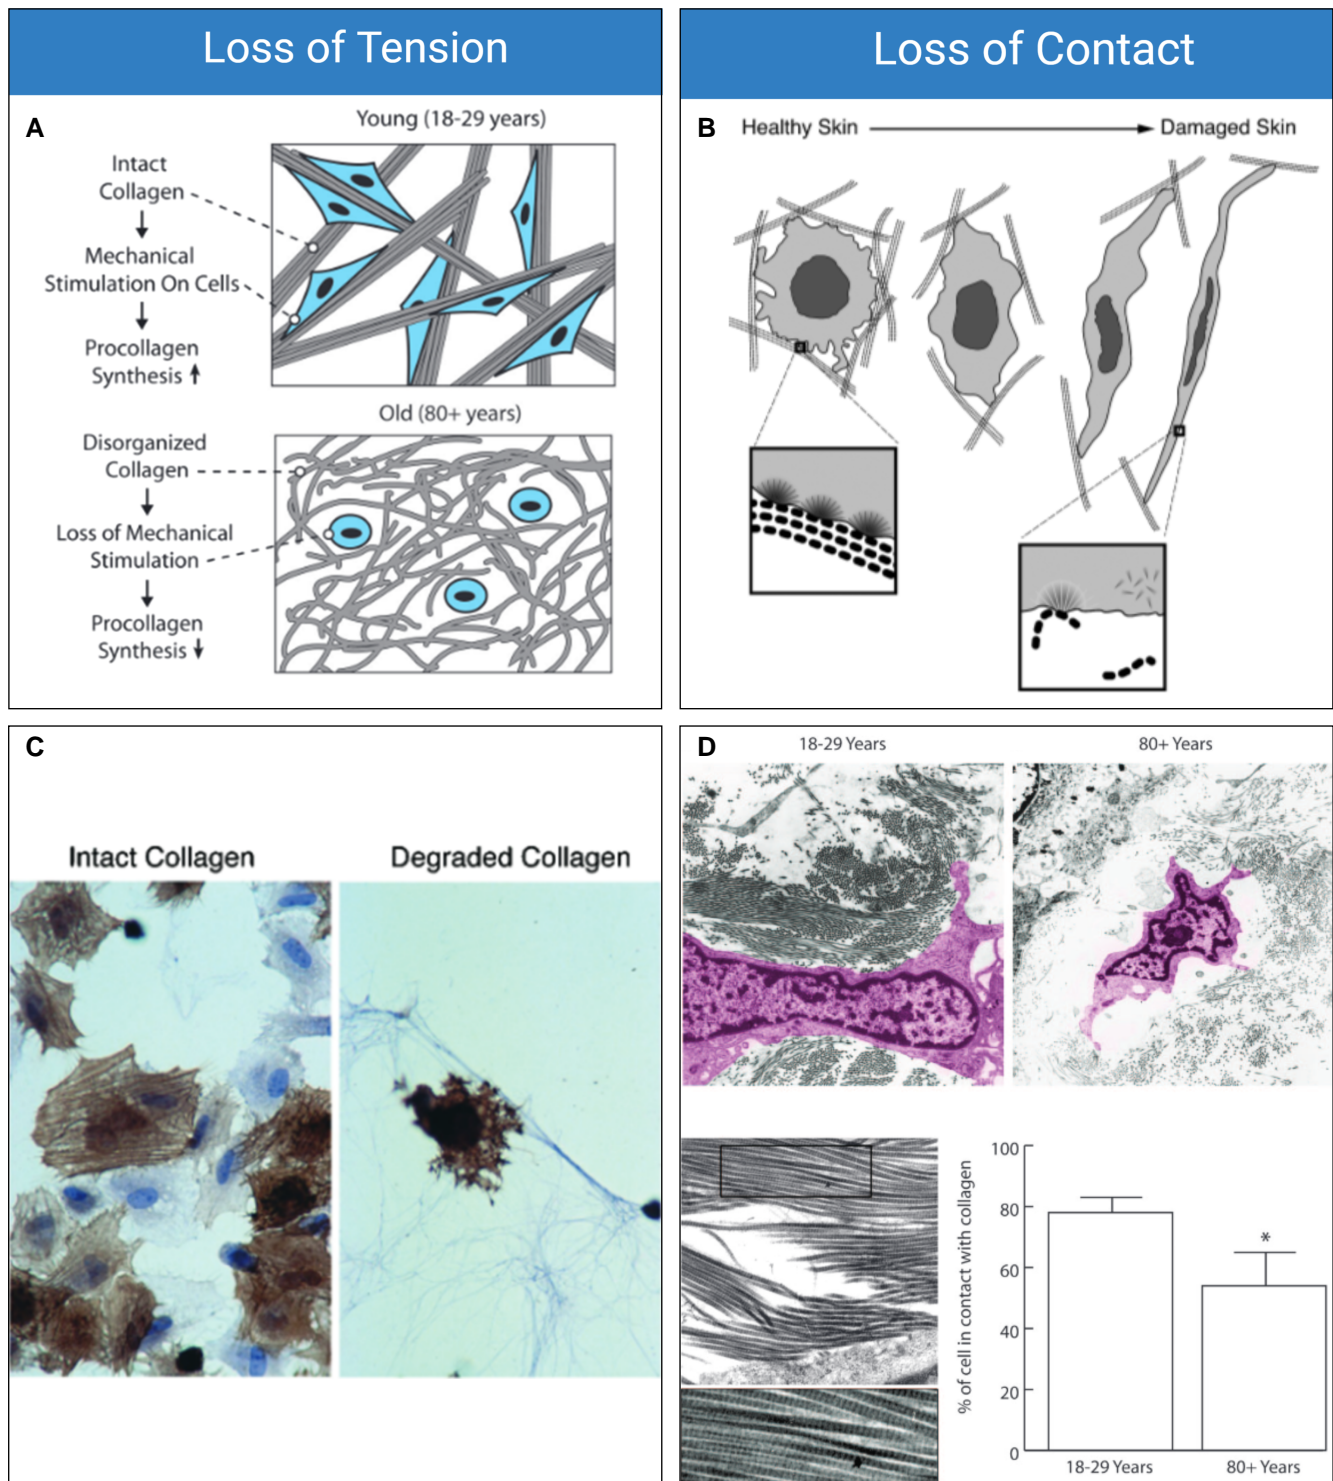 Loss of Tension
A
Young (18-29 years)
Intact
Collagen
Mechanical
Stimulation On Cells
Procollagen
Synthesis
Old (80+ years)
Disorganized
Collagen
Loss of Mechanical
Stimulation
Procollagen
Synthesis
Loss of Contact
B
Healthy Skin
Damaged Skin
C
Intact Collagen
Degraded Collagen
D
18-29 Years
80+ Years
% of cell in contact with collagen
100
80
60
40
20
0
*
18-29 Years
80+ Years